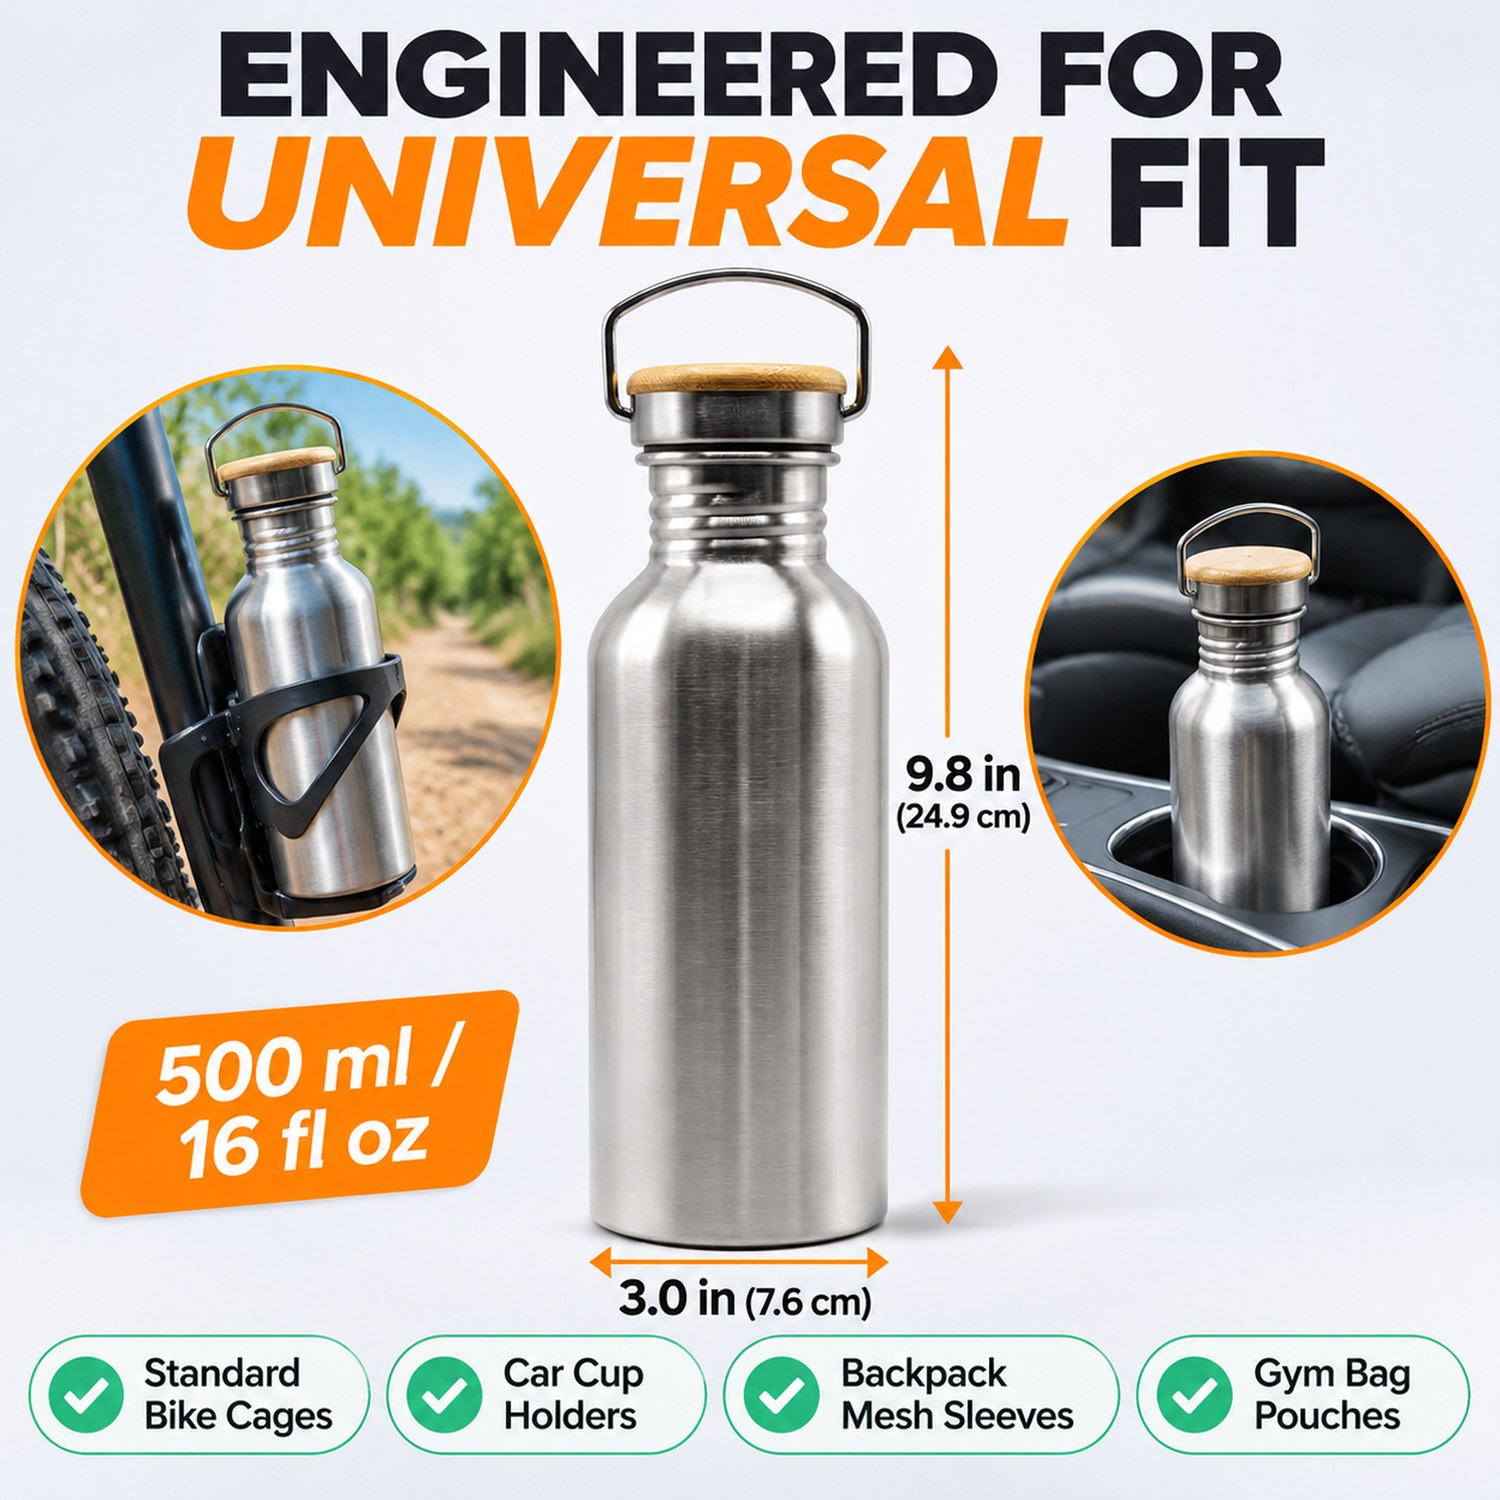 ENGINEERED FOR
UNIVERSAL FIT
9.8 in
(24.9 cm)
500 ml /
16 fl oz
3.0 in (7.6 cm)
Standard
Bike Cages
Car Cup
Holders
Backpack
Mesh Sleeves
Gym Bag
Pouches